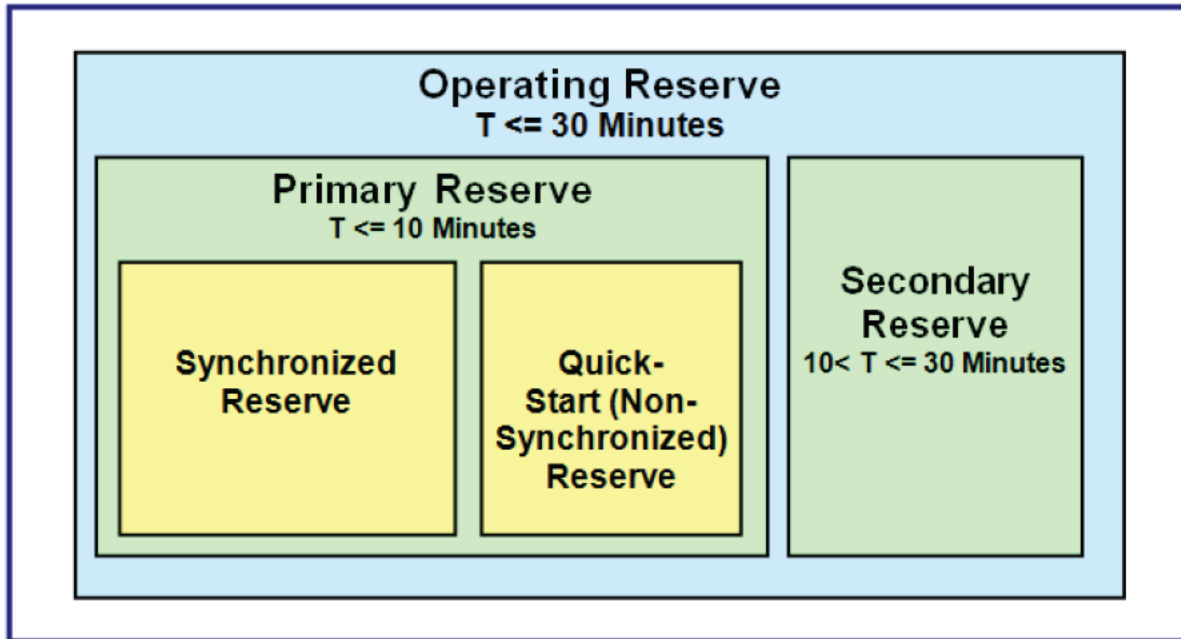 Operating Reserve
T <= 30 Minutes
Primary Reserve
T <= 10 Minutes
Synchronized
Reserve
Quick-
Start (Non-
Synchronized)
Reserve
Secondary
Reserve
10< T <= 30 Minutes